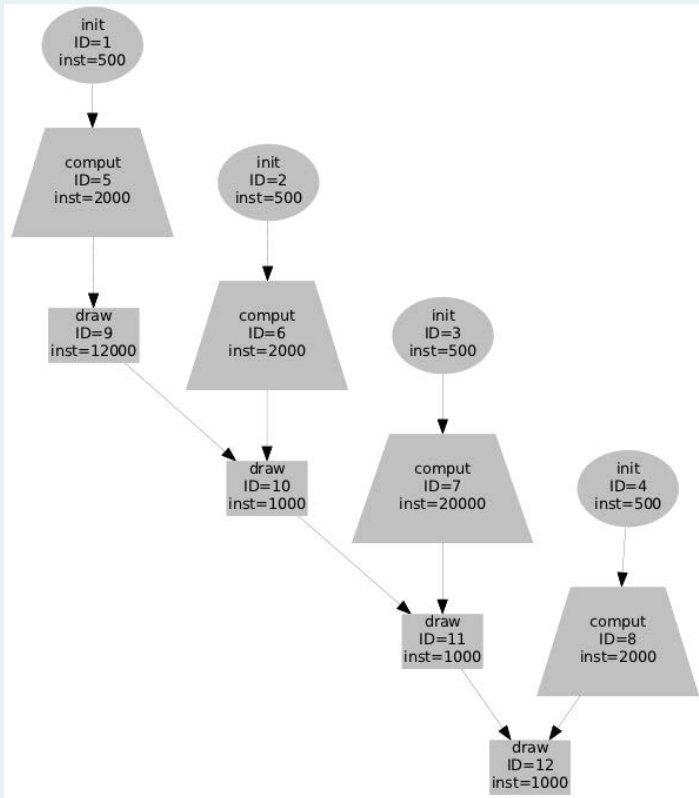 init
ID=1
inst=500
comput
ID=5
inst=2000
init
ID=2
inst=500
draw
ID=9
inst=12000
comput
ID=6
inst=2000
init
ID=3
inst=500
draw
ID=10
inst=1000
comput
ID=7
inst=20000
init
ID=4
inst=500
draw
ID=11
inst=1000
comput
ID=8
inst=2000
draw
ID=12
inst=1000